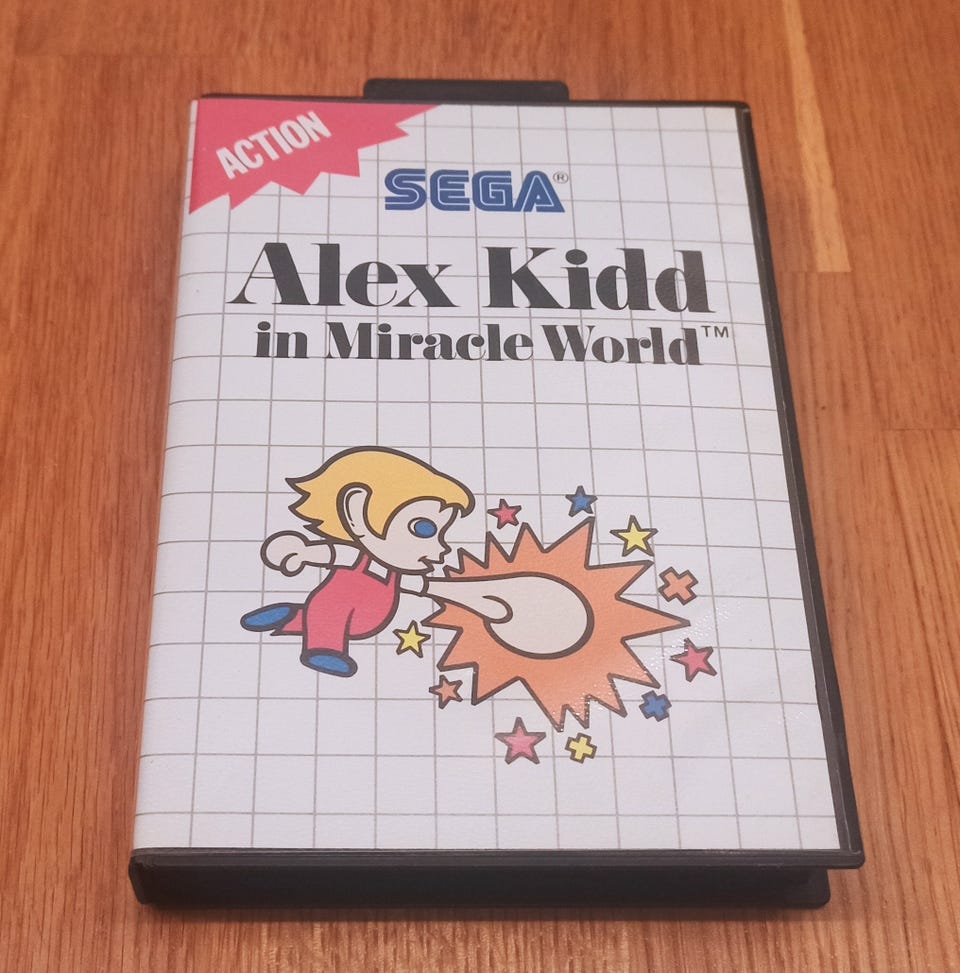 ACTION
SEGA®
Alex Kidd
in Miracle World™